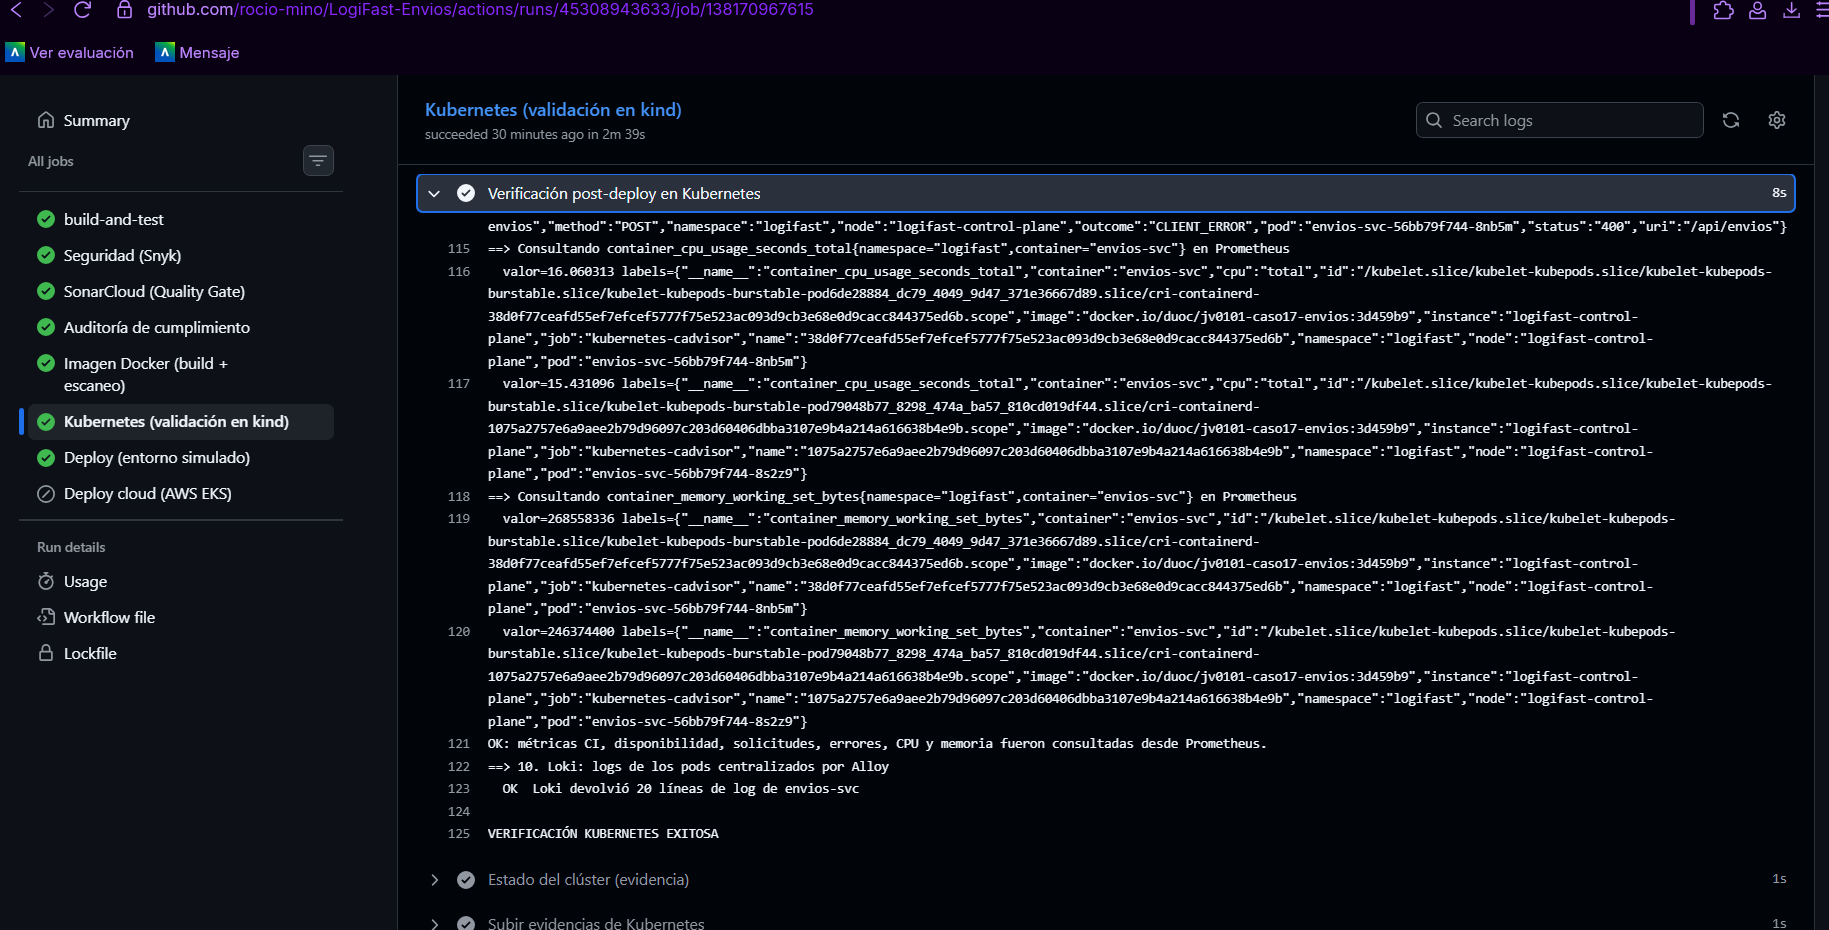 github.com/rocio-mino/LogiFast-Envios/actions/runs/45308943633/job/138170967615
Ver evaluación
Mensaje
Summary
All jobs
build-and-test
Seguridad (Snyk)
SonarCloud (Quality Gate)
Auditoría de cumplimiento
Imagen Docker (build +
escaneo)
Kubernetes (validación en kind)
Deploy (entorno simulado)
Deploy cloud (AWS EKS)
Run details
Usage
Workflow file
Lockfile
Kubernetes (validación en kind)
succeeded 30 minutes ago in 2m 39s
Search logs
Verificación post-deploy en Kubernetes
8s
envios","method":"POST","namespace":"logifast","node":"logifast-control-plane","outcome":"CLIENT_ERROR","pod":"envios-svc-56bb79f744-8nb5m","status":"400","uri":"/api/envios"}
115 ==> Consultando container_cpu_usage_seconds_total{namespace="logifast",container="envios-svc"} en Prometheus
116 valor=16.060313 labels={"__name__":"container_cpu_usage_seconds_total","container":"envios-svc","cpu":"total","id":"/kubelet.slice/kubelet-kubepods.slice/kubelet-kubepods-
burstable.slice/kubelet-kubepods-burstable-pod6de28884_dc79_4049_9d47_371e36667d89.slice/cri-containerd-
38d0f77ceafd55ef7efcef5777f75e523ac093d9cb3e68e0d9cacc844375ed6b.scope","image":"docker.io/duoc/jv0101-caso17-envios:3d459b9","instance":"logifast-control-
plane","job":"kubernetes-cadvisor","name":"38d0f77ceafd55ef7efcef5777f75e523ac093d9cb3e68e0d9cacc844375ed6b","namespace":"logifast","node":"logifast-control-
plane","pod":"envios-svc-56bb79f744-8nb5m"}
117 valor=15.431096 labels={"__name__":"container_cpu_usage_seconds_total","container":"envios-svc","cpu":"total","id":"/kubelet.slice/kubelet-kubepods.slice/kubelet-kubepods-
burstable.slice/kubelet-kubepods-burstable-pod79048b77_8298_474a_ba57_810cd019df44.slice/cri-containerd-
1075a2757e6a9aee2b79d96097c203d60406dbba3107e9b4a214a616638b4e9b.scope","image":"docker.io/duoc/jv0101-caso17-envios:3d459b9","instance":"logifast-control-
plane","job":"kubernetes-cadvisor","name":"1075a2757e6a9aee2b79d96097c203d60406dbba3107e9b4a214a616638b4e9b","namespace":"logifast","node":"logifast-control-
plane","pod":"envios-svc-56bb79f744-8s2z9"}
118 ==> Consultando container_memory_working_set_bytes{namespace="logifast",container="envios-svc"} en Prometheus
119 valor=268558336 labels={"__name__":"container_memory_working_set_bytes","container":"envios-svc","id":"/kubelet.slice/kubelet-kubepods.slice/kubelet-kubepods-
burstable.slice/kubelet-kubepods-burstable-pod6de28884_dc79_4049_9d47_371e36667d89.slice/cri-containerd-
38d0f77ceafd55ef7efcef5777f75e523ac093d9cb3e68e0d9cacc844375ed6b.scope","image":"docker.io/duoc/jv0101-caso17-envios:3d459b9","instance":"logifast-control-
plane","job":"kubernetes-cadvisor","name":"38d0f77ceafd55ef7efcef5777f75e523ac093d9cb3e68e0d9cacc844375ed6b","namespace":"logifast","node":"logifast-control-
plane","pod":"envios-svc-56bb79f744-8nb5m"}
120 valor=246374400 labels={"__name__":"container_memory_working_set_bytes","container":"envios-svc","id":"/kubelet.slice/kubelet-kubepods.slice/kubelet-kubepods-
burstable.slice/kubelet-kubepods-burstable-pod79048b77_8298_474a_ba57_810cd019df44.slice/cri-containerd-
1075a2757e6a9aee2b79d96097c203d60406dbba3107e9b4a214a616638b4e9b.scope","image":"docker.io/duoc/jv0101-caso17-envios:3d459b9","instance":"logifast-control-
plane","job":"kubernetes-cadvisor","name":"1075a2757e6a9aee2b79d96097c203d60406dbba3107e9b4a214a616638b4e9b","namespace":"logifast","node":"logifast-control-
plane","pod":"envios-svc-56bb79f744-8s2z9"}
121 OK: métricas CI, disponibilidad, solicitudes, errores, CPU y memoria fueron consultadas desde Prometheus.
122 ==> 10. Loki: logs de los pods centralizados por Alloy
123 OK Loki devolvió 20 líneas de log de envios-svc
124
125 VERIFICACIÓN KUBERNETES EXITOSA
Estado del clúster (evidencia)
1s
Subir evidencias de Kubernetes
1s